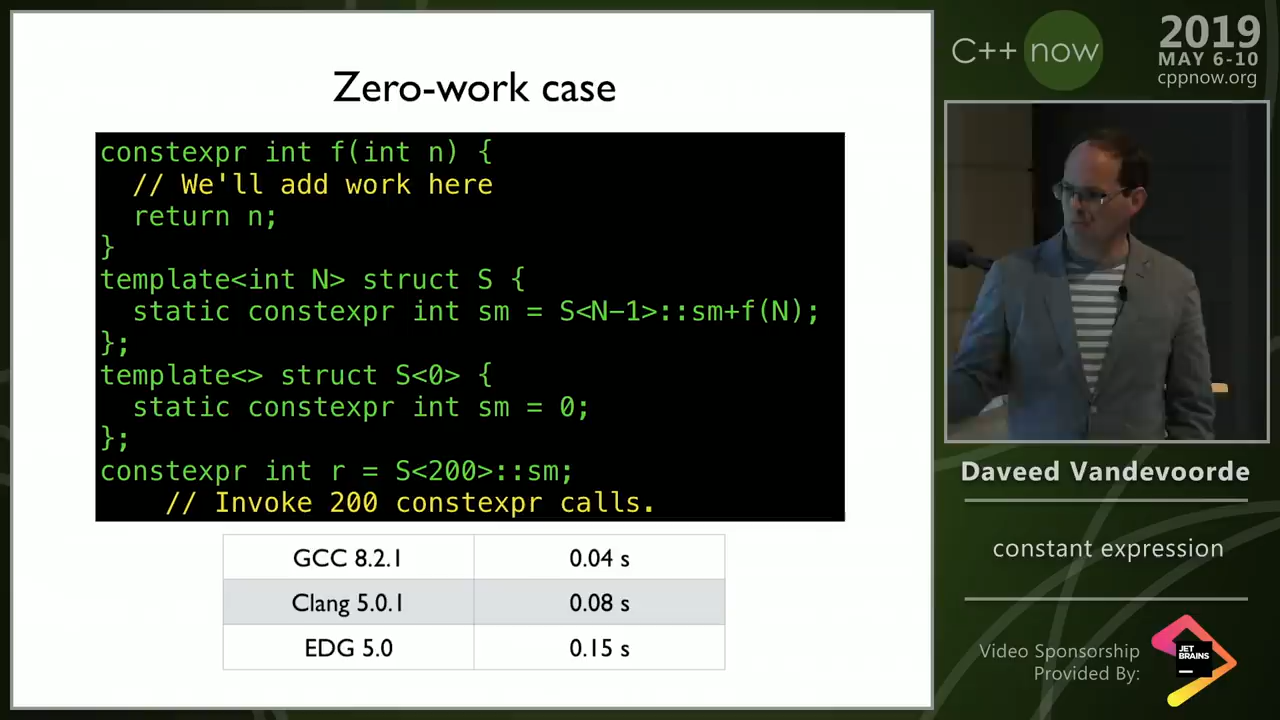 Zero-work case
constexpr int f(int n) {
  // We'll add work here
  return n;
}
template<int N> struct S {
  static constexpr int sm = S<N-1>::sm+f(N);
};
template<> struct S<0> {
  static constexpr int sm = 0;
};
constexpr int r = S<200>::sm;
    // Invoke 200 constexpr calls.
GCC 8.2.1 0.04 s
Clang 5.0.1 0.08 s
EDG 5.0 0.15 s
C++ now
2019
MAY 6-10
cppnow.org
Daveed Vandevoorde
constant expression
Video Sponsorship
Provided By:
JET
BRAINS